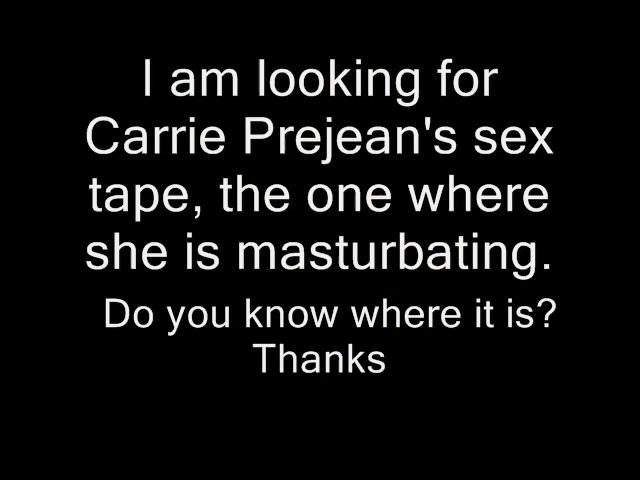 I am looking for
Carrie Prejean's sex
tape, the one where
she is masturbating.
Do you know where it is?
Thanks